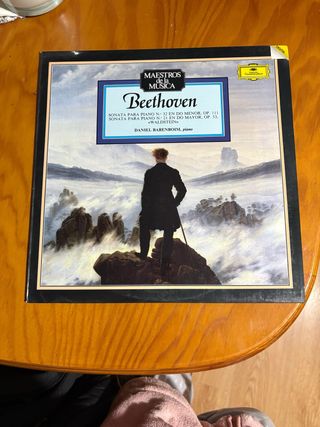 MAESTROS
de la
MUSICA
Beethoven
SONATA PARA PIANO N.º 32 EN DO MENOR, OP. 111
SONATA PARA PIANO N.º 21 EN DO MAYOR, OP. 53,
«WALDSTEIN»
DANIEL BARENBOIM, piano